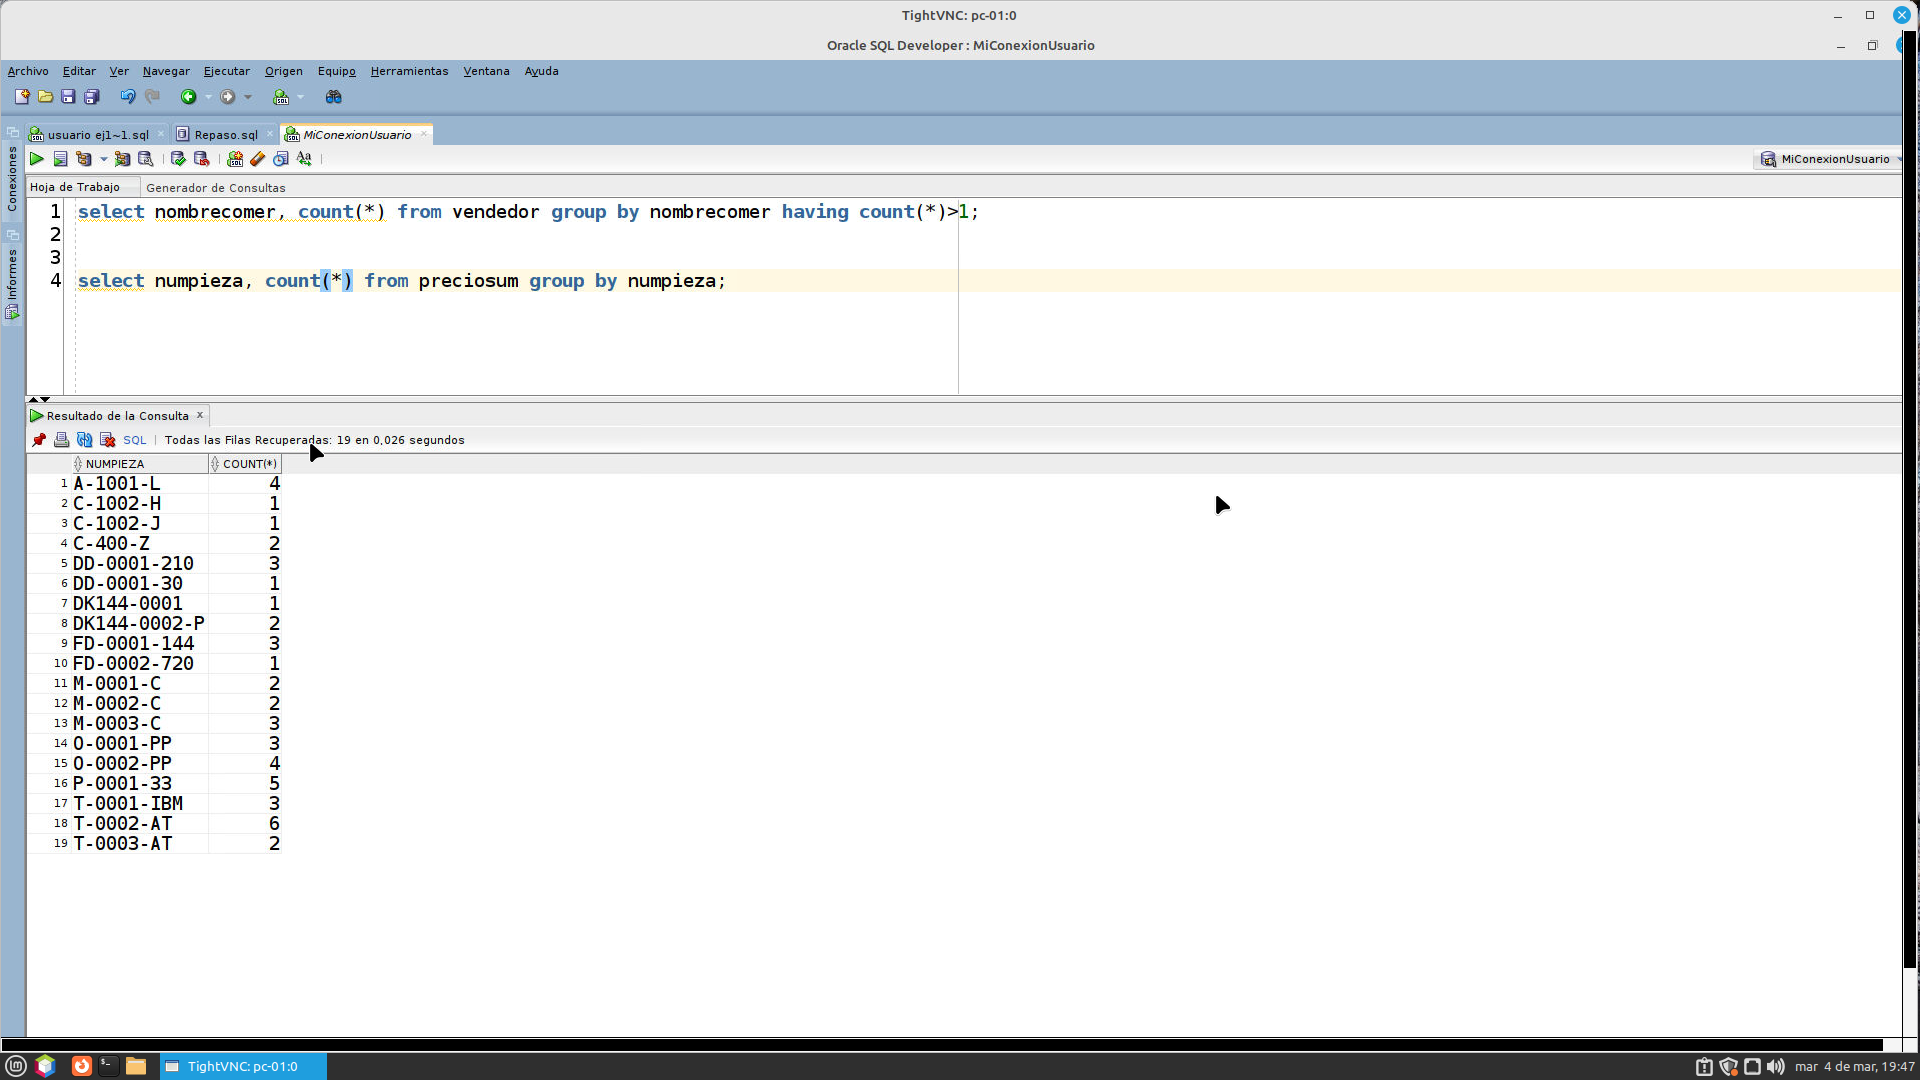 TightVNC: pc-01:0
Oracle SQL Developer : MiConexionUsuario
Archivo Editar Ver Navegar Ejecutar Origen Equipo Herramientas Ventana Ayuda
usuario ej1~1.sql Repaso.sql MiConexionUsuario
MiConexionUsuario
Conexiones
Informes
Hoja de Trabajo Generador de Consultas
1 select nombrecomer, count(*) from vendedor group by nombrecomer having count(*)>1;
2
3
4 select numpieza, count(*) from preciosum group by numpieza;
Resultado de la Consulta x
SQL | Todas las Filas Recuperadas: 19 en 0,026 segundos
NUMPIEZA COUNT(*)
1 A-1001-L 4
2 C-1002-H 1
3 C-1002-J 1
4 C-400-Z 2
5 DD-0001-210 3
6 DD-0001-30 1
7 DK144-0001 1
8 DK144-0002-P 2
9 FD-0001-144 3
10 FD-0002-720 1
11 M-0001-C 2
12 M-0002-C 2
13 M-0003-C 3
14 O-0001-PP 3
15 O-0002-PP 4
16 P-0001-33 5
17 T-0001-IBM 3
18 T-0002-AT 6
19 T-0003-AT 2
TightVNC: pc-01:0
mar 4 de mar, 19:47